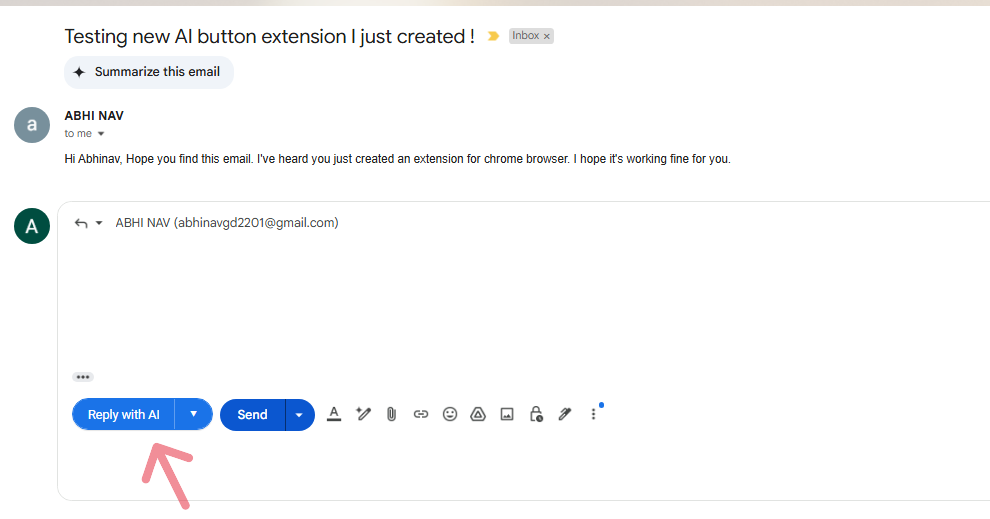 Testing new AI button extension I just created !
Inbox ×
Summarize this email
a
ABHI NAV
to me
Hi Abhinav, Hope you find this email. I've heard you just created an extension for chrome browser. I hope it's working fine for you.
A
ABHI NAV (abhinavgd2201@gmail.com)
Reply with AI
Send
A